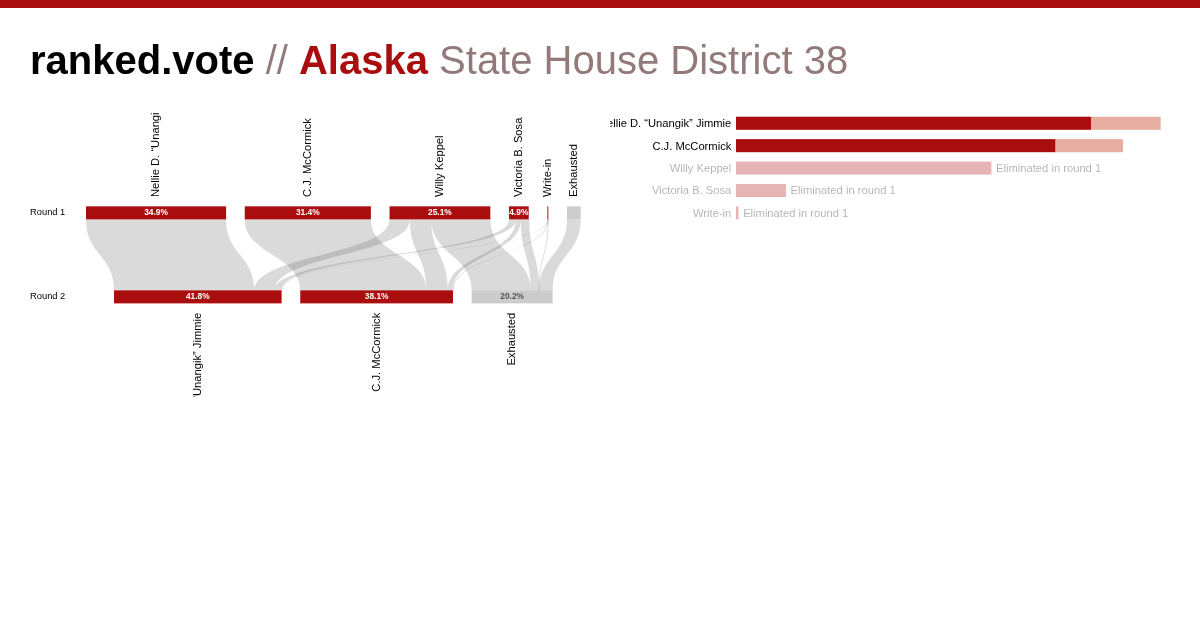 ranked.vote // Alaska State House District 38
Nellie D. "Unangi
C.J. McCormick
Willy Keppel
Victoria B. Sosa
Write-in
Exhausted
Round 1
34.9%
31.4%
25.1%
4.9%
Round 2
41.8%
38.1%
20.2%
Unangik” Jimmie
C.J. McCormick
Exhausted
ellie D. “Unangik” Jimmie
C.J. McCormick
Willy Keppel Eliminated in round 1
Victoria B. Sosa Eliminated in round 1
Write-in Eliminated in round 1